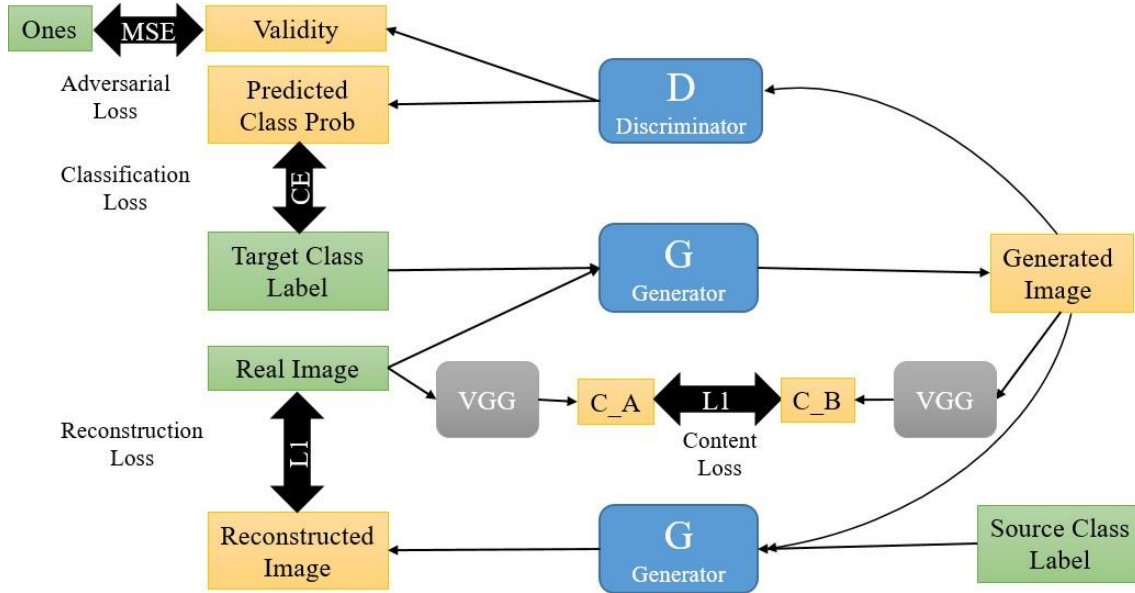 Ones
MSE
Validity
Adversarial
Loss
Predicted
Class Prob
D
Discriminator
Classification
Loss
CE
Target Class
Label
G
Generator
Generated
Image
Real Image
VGG
C_A
L1
C_B
VGG
Content
Loss
Reconstruction
Loss
L1
Reconstructed
Image
G
Generator
Source Class
Label